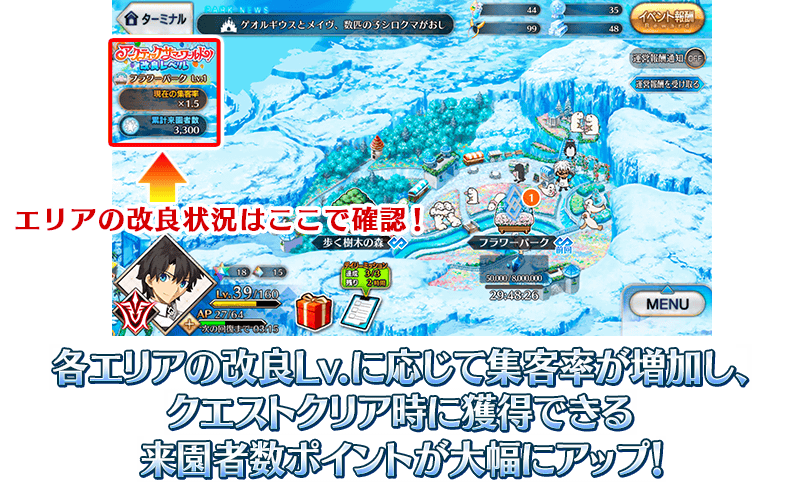 ターミナル
PARK NEWS
ゲオルギウスとメイヴ、数匹の子シロクマがおし
44
35
99
48
イベント報酬
Reward
アークティック・サマーワールド！の
改良レベル
フラワーパーク Lv.1
現在の集客率
×1.5
累計来園者数
3,300
運営報酬通知 OFF
運営報酬を受け取る
エリアの改良状況はここで確認！
1
歩く樹木の森
フラワーパーク
50,000/8,000,000
29:48:26
18
15
Lv.39/160
AP 27/64
次の回復まで 03:15
デイリーミッション
達成 3/3
残り 2時間
MENU
各エリアの改良Lv.に応じて集客率が増加し、
クエストクリア時に獲得できる
来園者数ポイントが大幅にアップ！